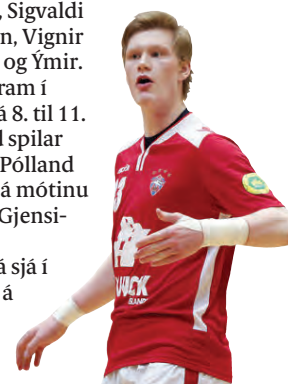 , Sigvaldi
n, Vignir
og Ýmir.
ram í
á 8. til 11.
d spilar
Pólland
á mótinu
Gjensi-
á sjá í
á